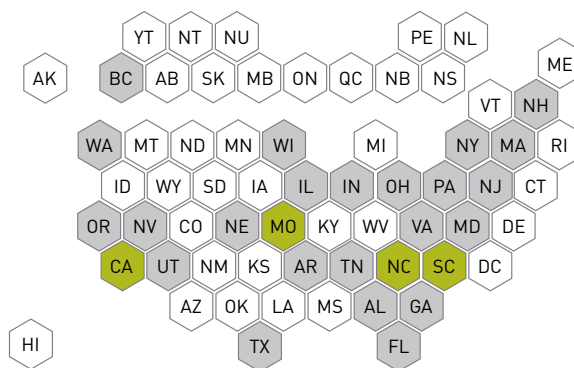 YT NT NU PE NL
ME
AK BC AB SK MB ON QC NB NS
VT NH
WA MT ND MN WI MI NY MA RI
ID WY SD IA IL IN OH PA NJ CT
OR NV CO NE MO KY WV VA MD DE
CA UT NM KS AR TN NC SC DC
AZ OK LA MS AL GA
HI TX FL